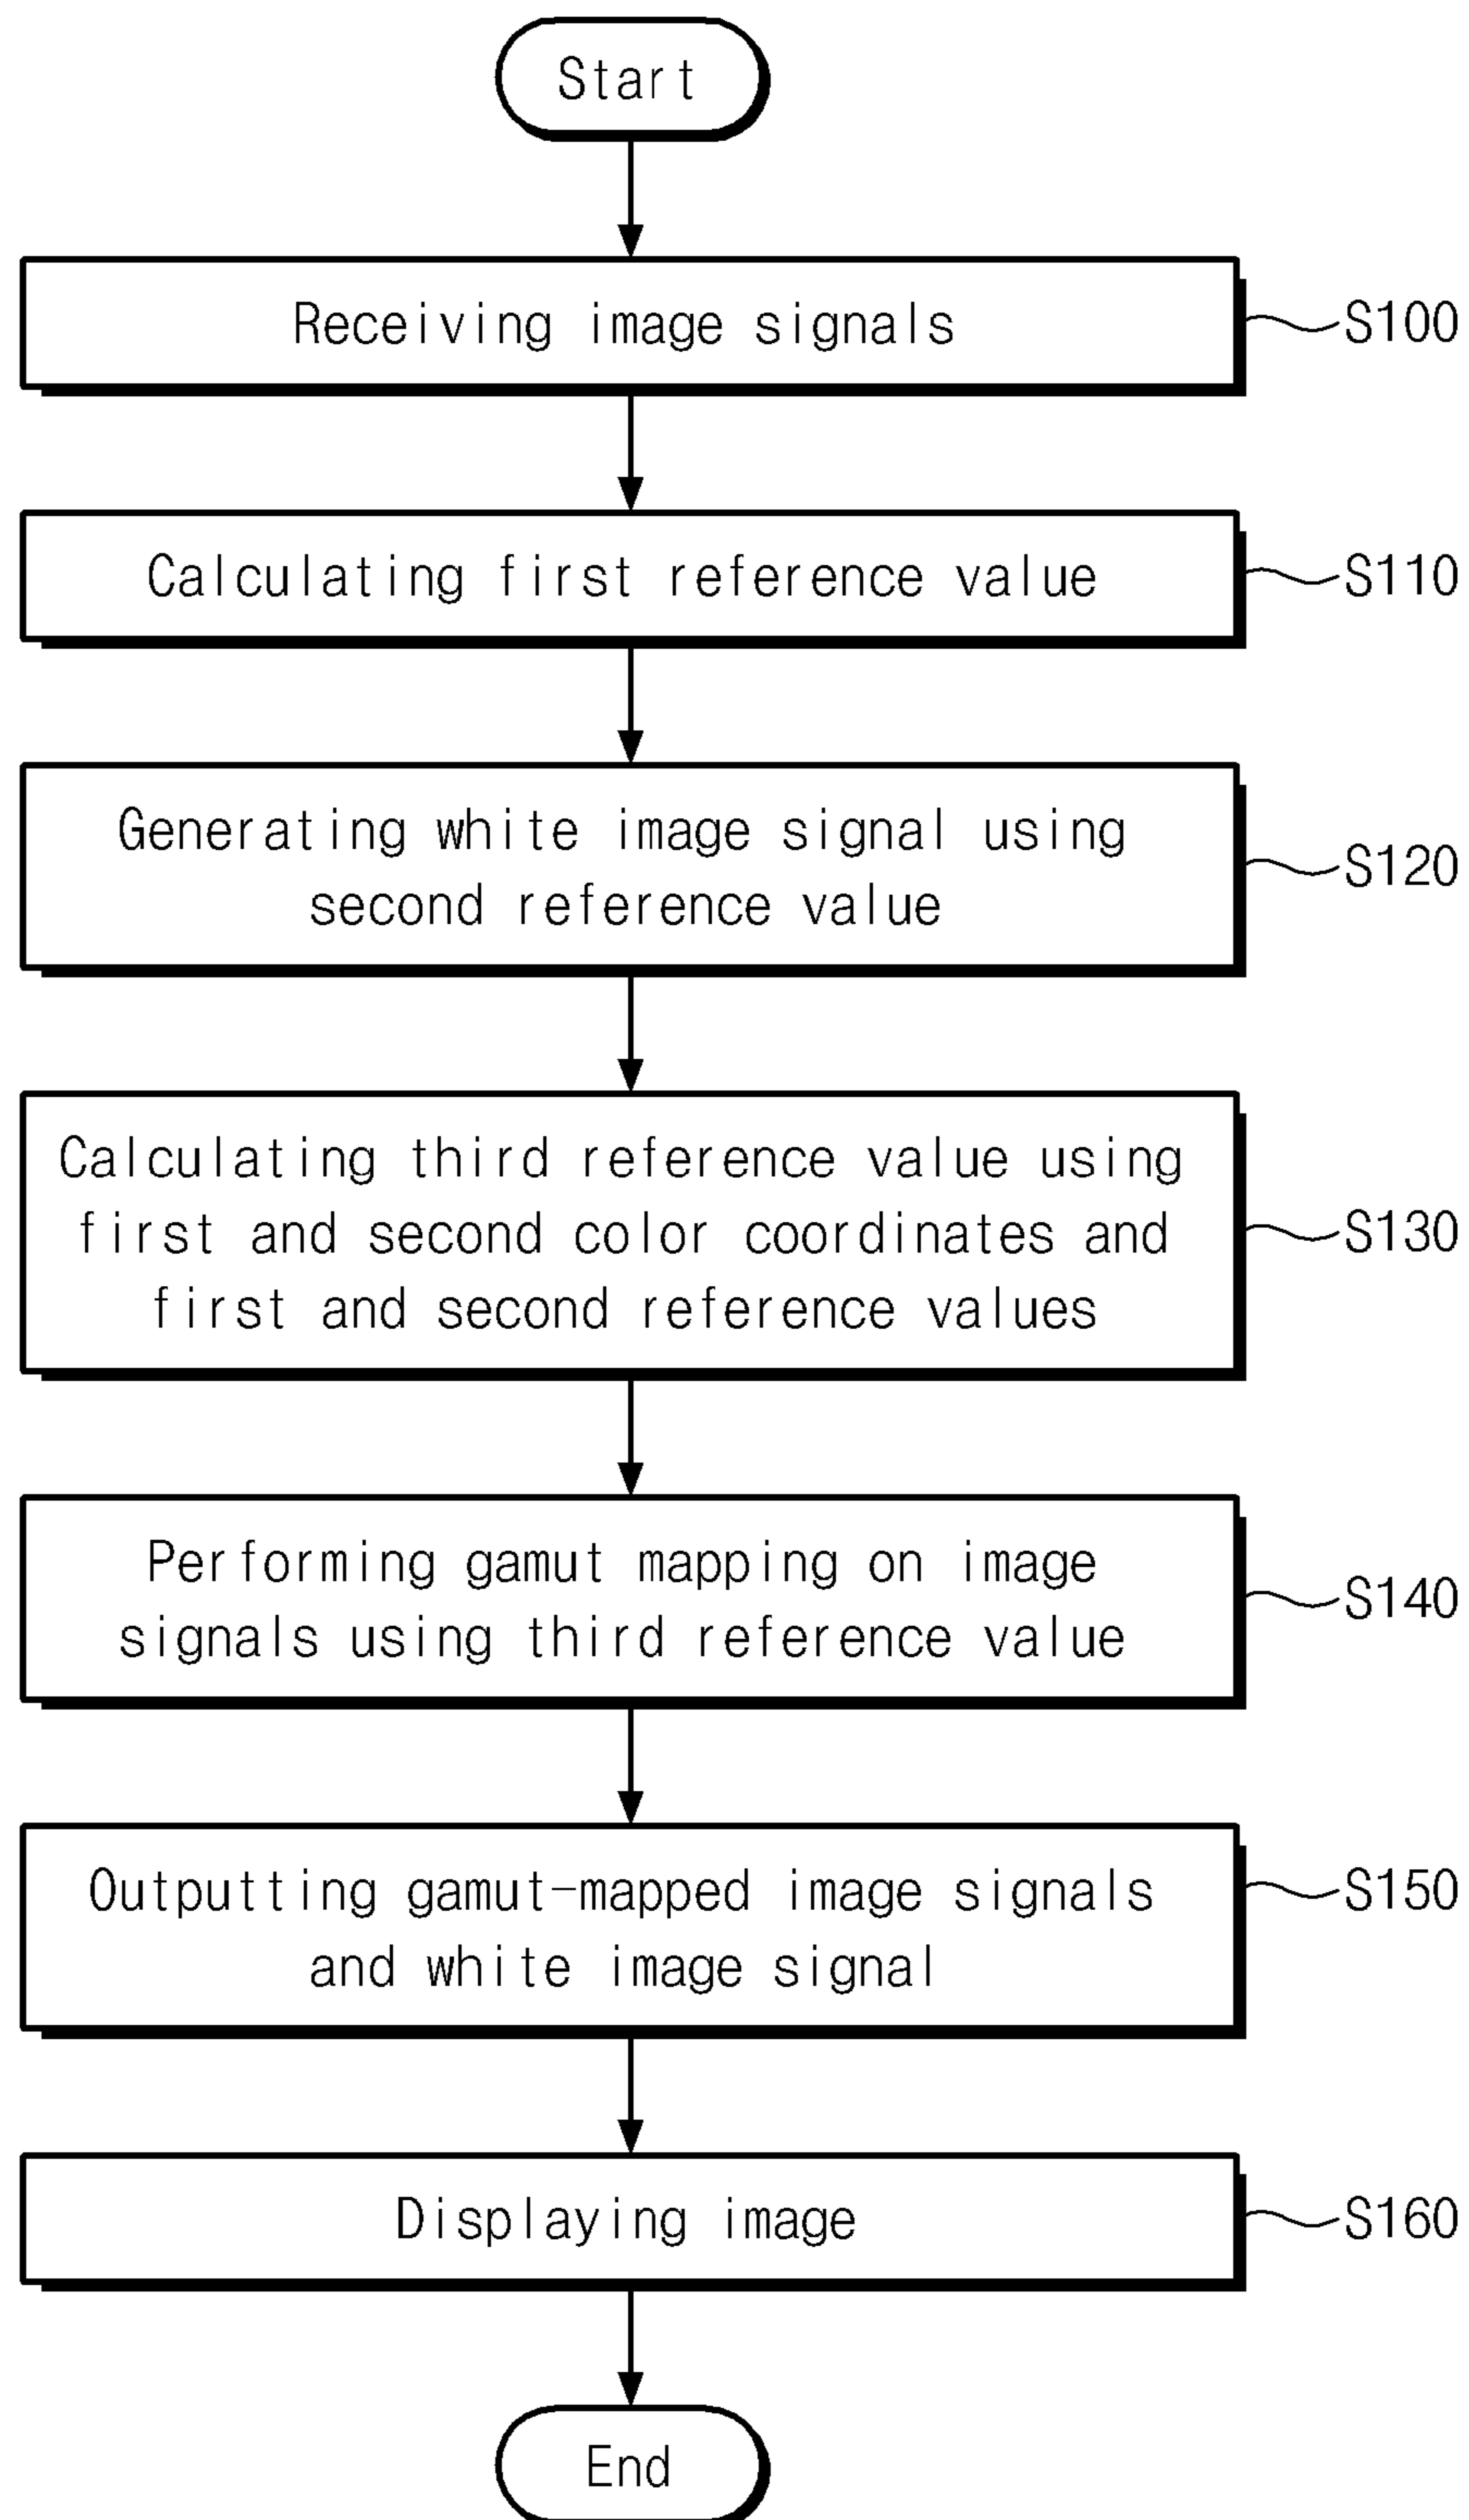 Start
Receiving image signals
S100
Calculating first reference value
S110
Generating white image signal using
second reference value
S120
Calculating third reference value using
first and second color coordinates and
first and second reference values
S130
Performing gamut mapping on image
signals using third reference value
S140
Outputting gamut-mapped image signals
and white image signal
S150
Displaying image
S160
End